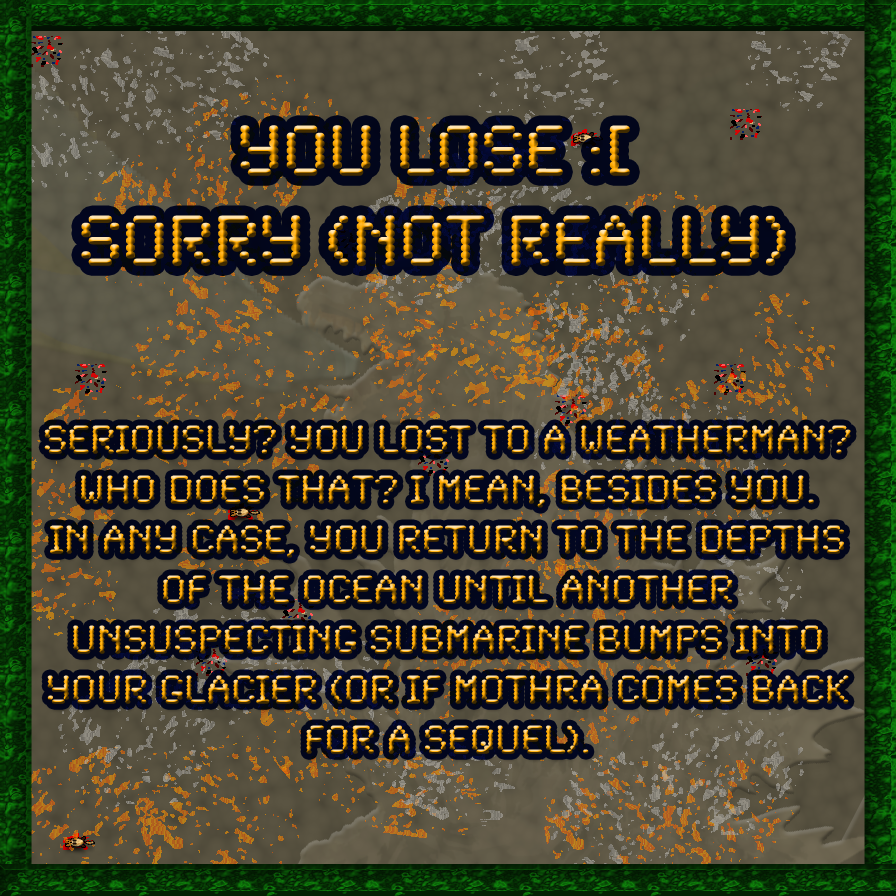 YOU LOSE :[
SORRY (NOT REALLY)
SERIOUSLY? YOU LOST TO A WEATHERMAN?
WHO DOES THAT? I MEAN, BESIDES YOU.
IN ANY CASE, YOU RETURN TO THE DEPTHS
OF THE OCEAN UNTIL ANOTHER
UNSUSPECTING SUBMARINE BUMPS INTO
YOUR GLACIER (OR IF MOTHRA COMES BACK
FOR A SEQUEL).